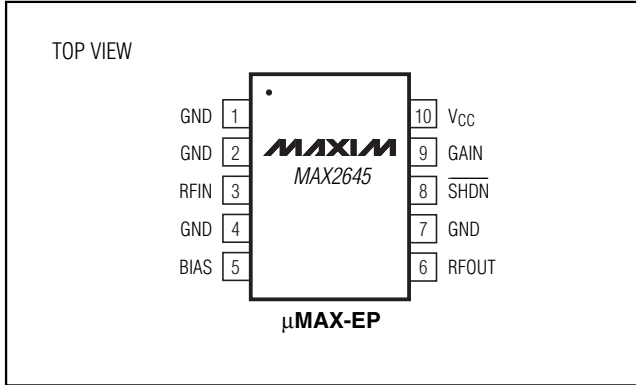 TOP VIEW
GND 1
GND 2
RFIN 3
GND 4
BIAS 5
MAXIM
MAX2645
10 VCC
9 GAIN
8 SHDN
7 GND
6 RFOUT
µMAX-EP